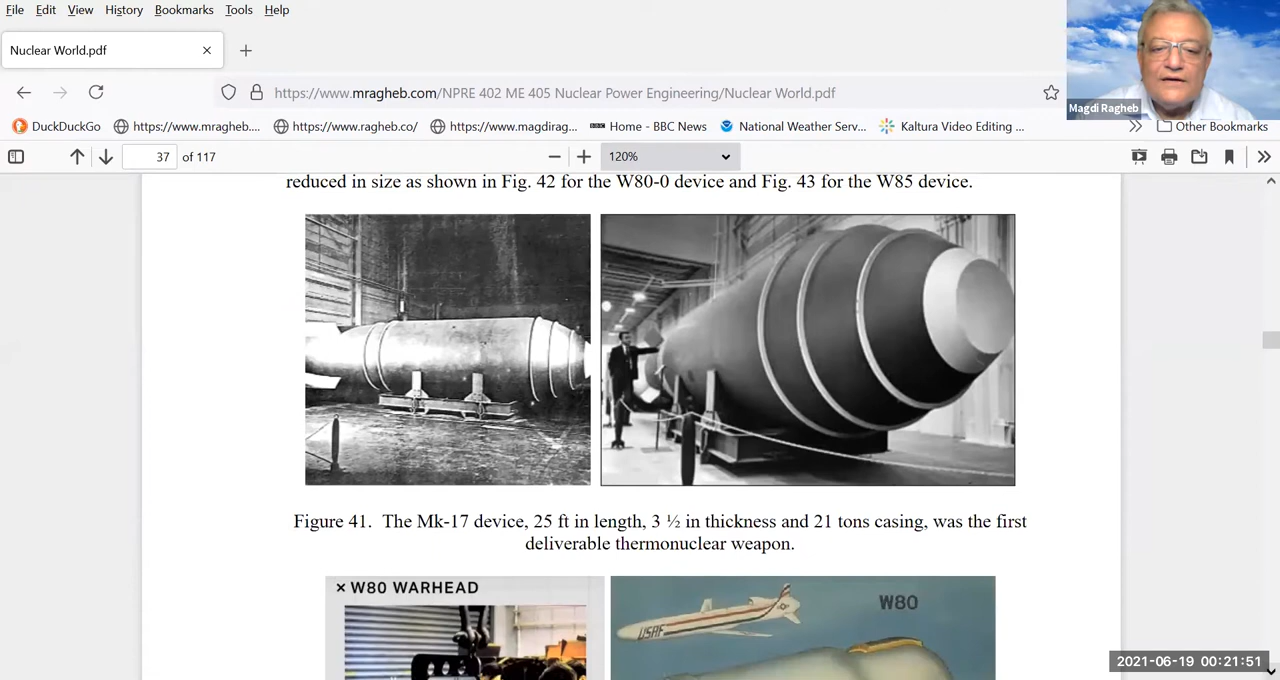 File Edit View History Bookmarks Tools Help
Nuclear World.pdf
https://www.mragheb.com/NPRE 402 ME 405 Nuclear Power Engineering/Nuclear World.pdf
Magdi Ragheb
DuckDuckGo https://www.mragheb.... https://www.ragheb.co/ https://www.magdirag... BBC Home - BBC News National Weather Serv... Kaltura Video Editing ... Other Bookmarks
37 of 117 120%
reduced in size as shown in Fig. 42 for the W80-0 device and Fig. 43 for the W85 device.
Figure 41. The Mk-17 device, 25 ft in length, 3 ½ in thickness and 21 tons casing, was the first
deliverable thermonuclear weapon.
× W80 WARHEAD
W80
USAF
2021-06-19 00:21:51